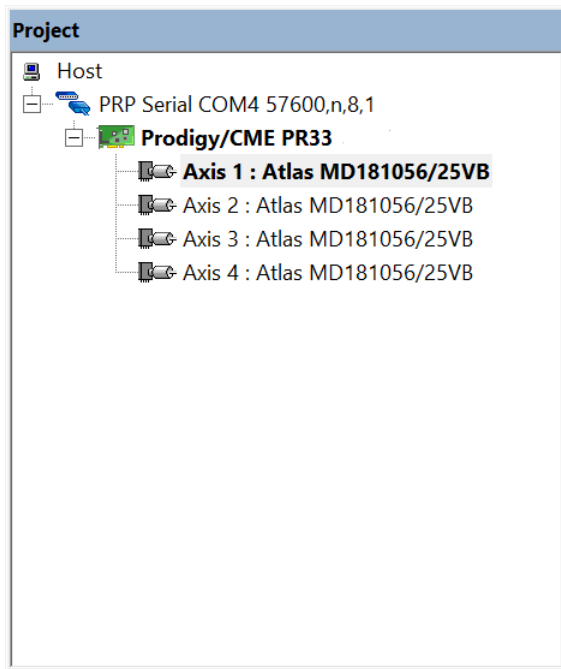 Project
Host
PRP Serial COM4 57600,n,8,1
Prodigy/CME PR33
Axis 1 : Atlas MD181056/25VB
Axis 2 : Atlas MD181056/25VB
Axis 3 : Atlas MD181056/25VB
Axis 4 : Atlas MD181056/25VB